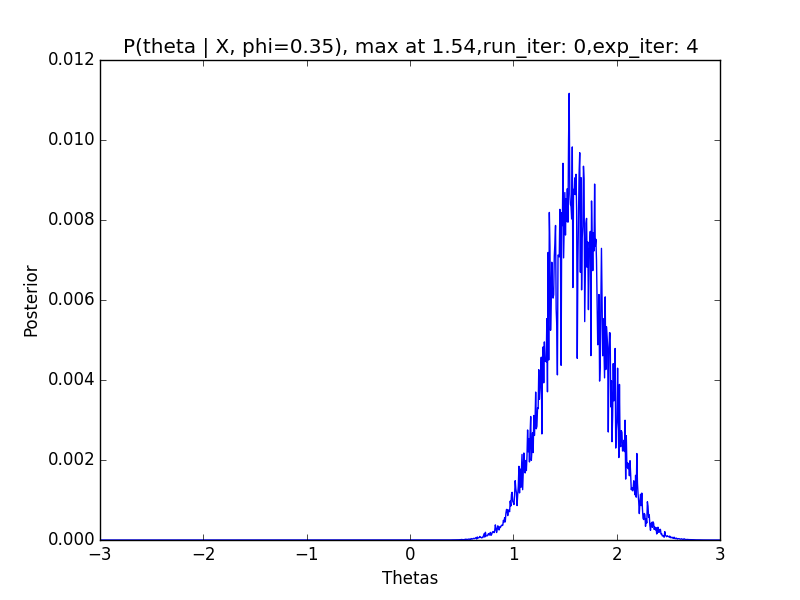 P(theta | X, phi=0.35), max at 1.54,run_iter: 0,exp_iter: 4
0.012
0.010
0.008
0.006
0.004
0.002
0.000
Posterior
−3 −2 −1 0 1 2 3
Thetas